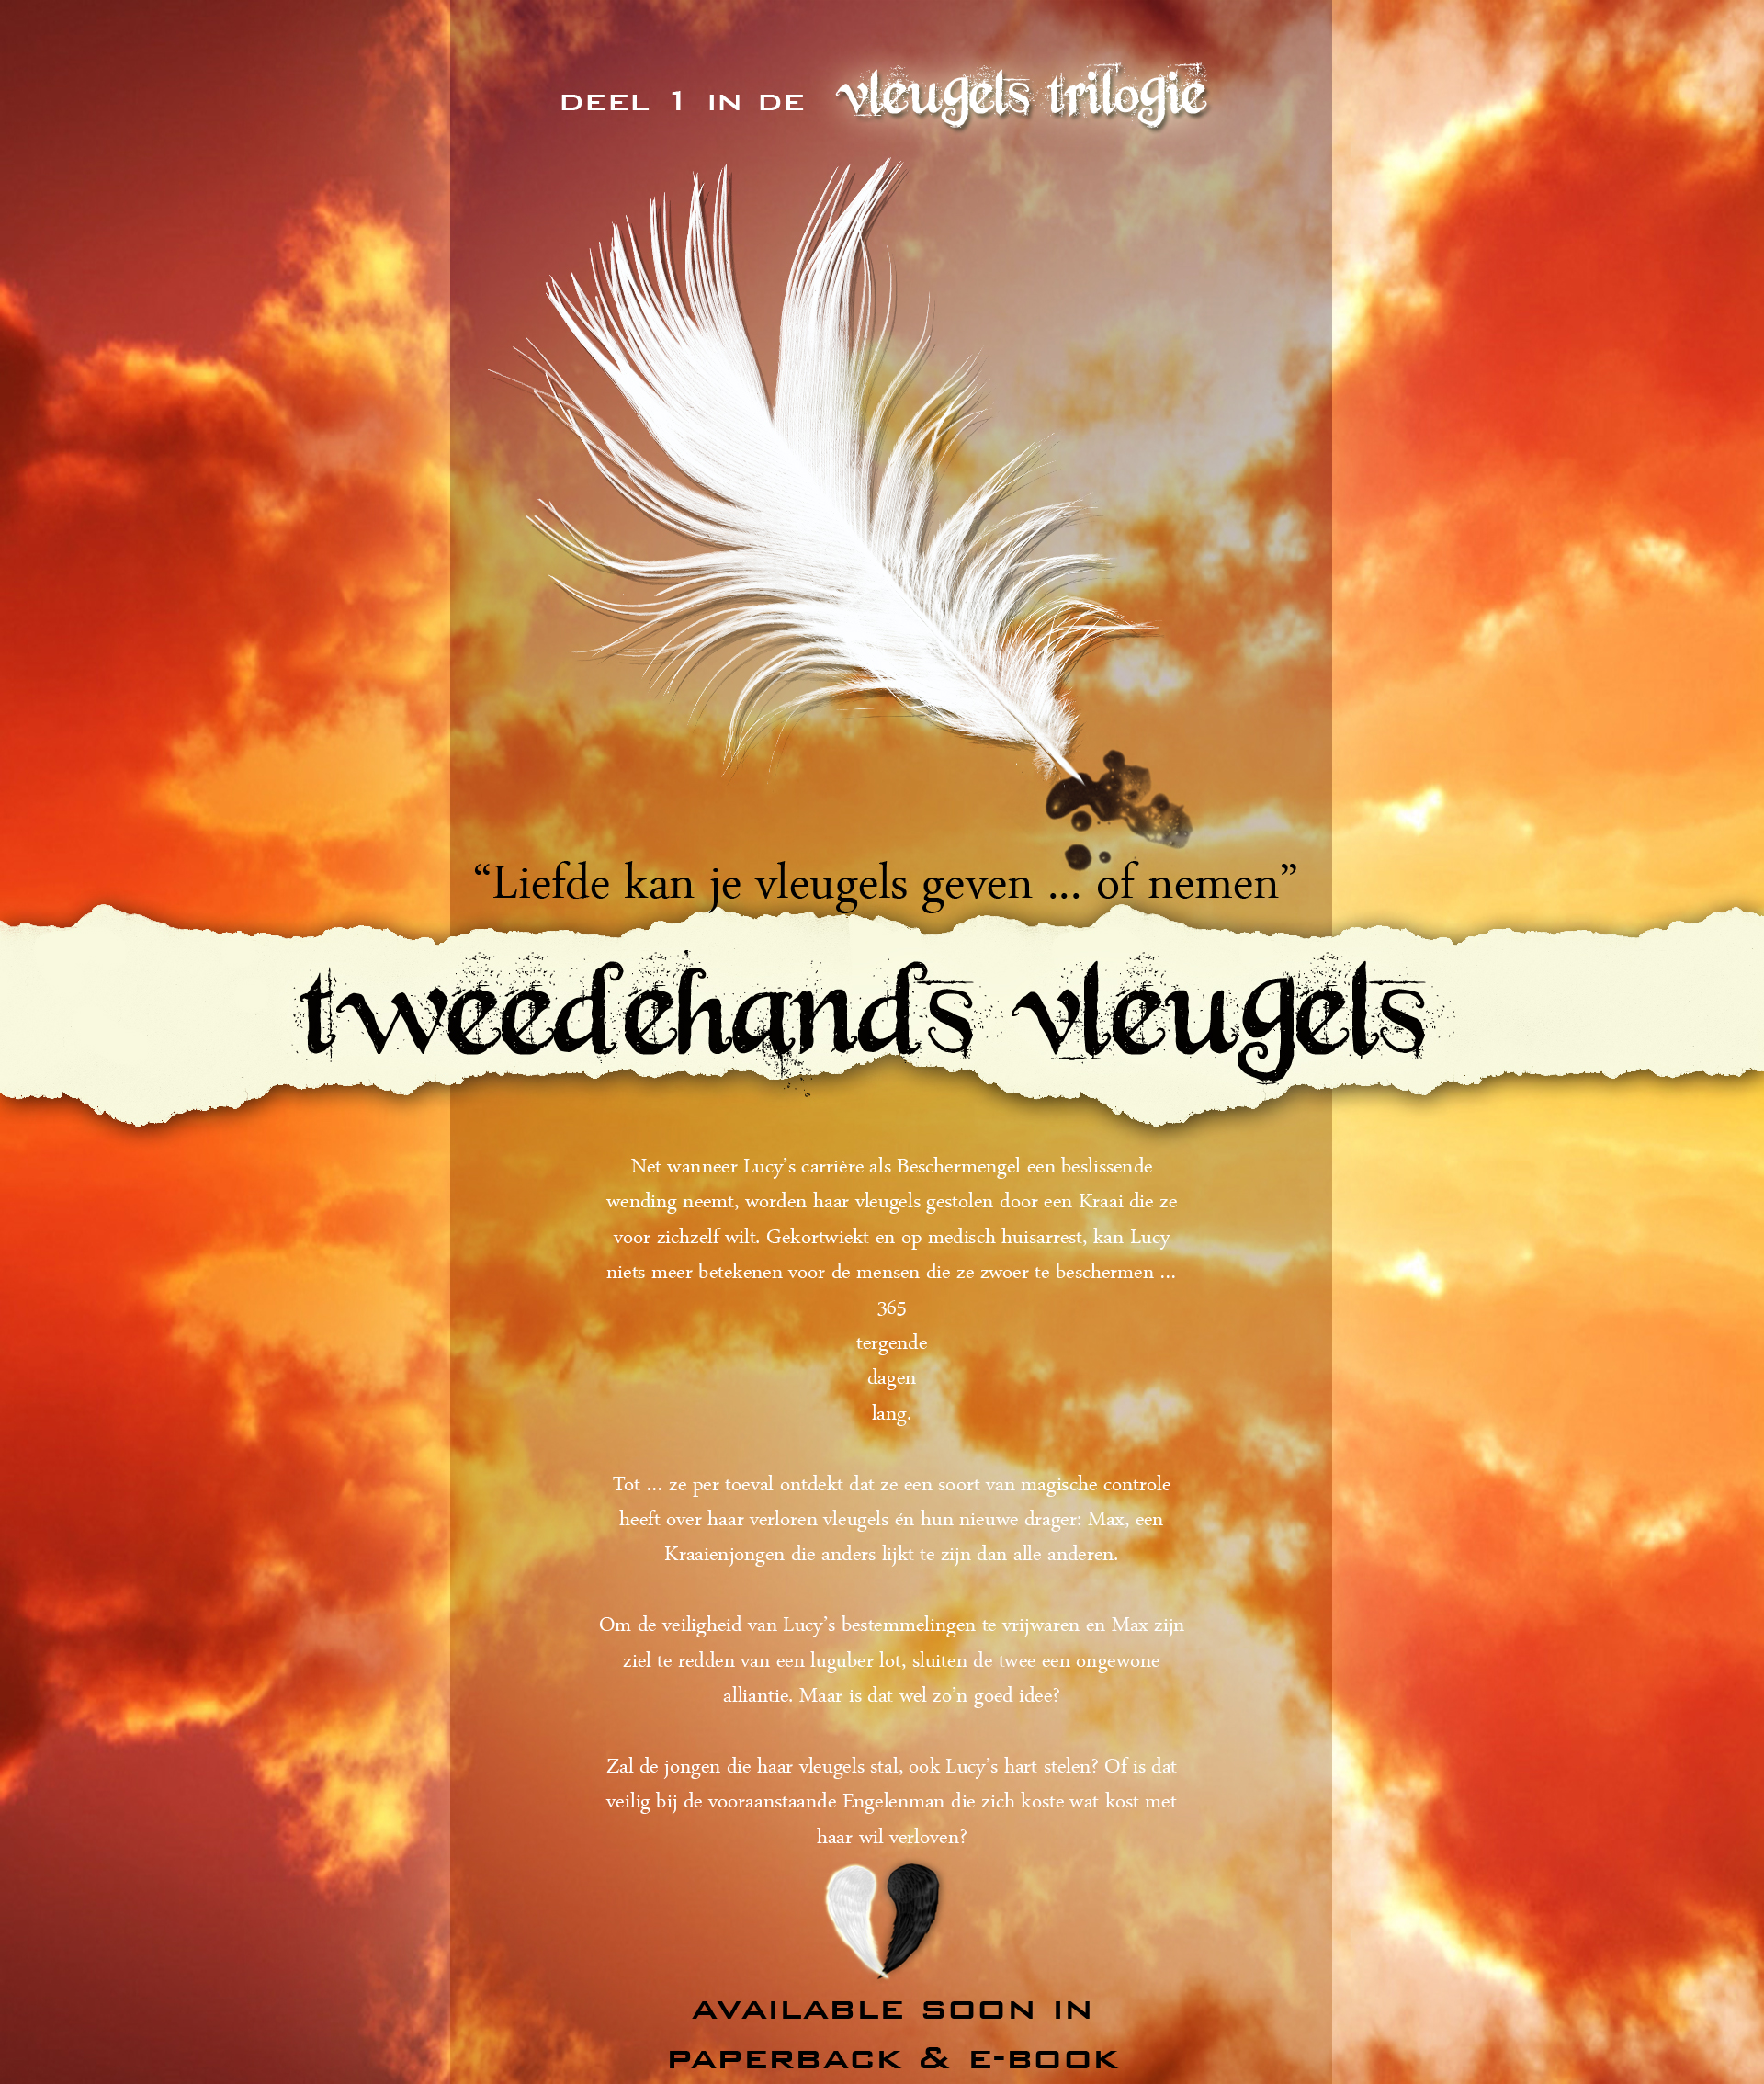 DEEL 1 IN DE vleugels trilogie
“Liefde kan je vleugels geven ... of nemen”
tweedehands vleugels
Net wanneer Lucy’s carrière als Beschermengel een beslissende
wending neemt, worden haar vleugels gestolen door een Kraai die ze
voor zichzelf wilt. Gekortwiekt en op medisch huisarrest, kan Lucy
niets meer betekenen voor de mensen die ze zwoer te beschermen ...
365
tergende
dagen
lang.
Tot ... ze per toeval ontdekt dat ze een soort van magische controle
heeft over haar verloren vleugels én hun nieuwe drager: Max, een
Kraaienjongen die anders lijkt te zijn dan alle anderen.
Om de veiligheid van Lucy’s bestemmelingen te vrijwaren en Max zijn
ziel te redden van een luguber lot, sluiten de twee een ongewone
alliantie. Maar is dat wel zo’n goed idee?
Zal de jongen die haar vleugels stal, ook Lucy’s hart stelen? Of is dat
veilig bij de vooraanstaande Engelenman die zich koste wat kost met
haar wil verloven?
AVAILABLE SOON IN
PAPERBACK & E-BOOK